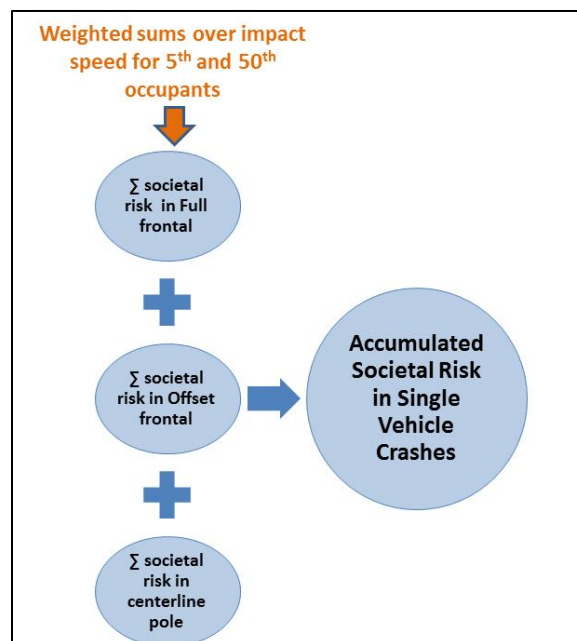 Weighted sums over impact
speed for 5th and 50th
occupants
∑ societal
risk in Full
frontal
∑ societal
risk in Offset
frontal
Accumulated
Societal Risk
in Single
Vehicle
Crashes
∑ societal
risk in
centerline
pole